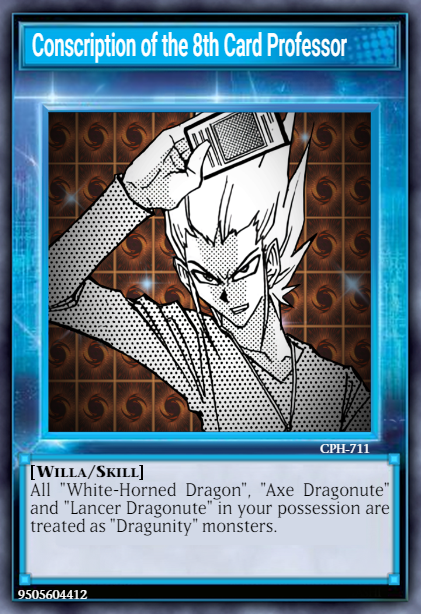 Conscription of the 8th Card Professor
CPH-711
[WILLA/SKILL]
All "White-Horned Dragon", "Axe Dragonute"
and "Lancer Dragonute" in your possession are
treated as "Dragunity" monsters.
9505604412